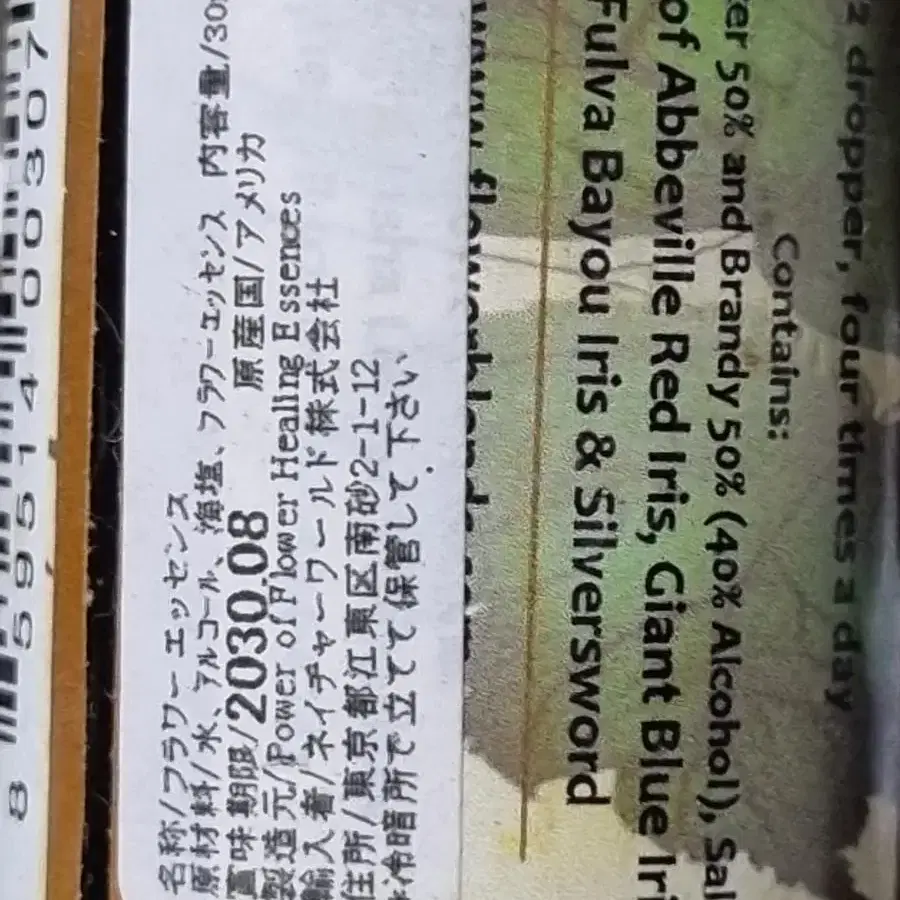 8 59514 00307
名称/フラワーエッセンス
原材料/水、アルコール、海塩、フラワーエッセンス 内容量/30
賞味期限/2030.08 原産国/アメリカ
製造元/Power of Flower Healing Essences
輸入者/ネイチャーワールド株式会社
住所/東京都江東区南砂2-1-12
*冷暗所で立てて保管して下さい、
z dropper, four times a day
Contains:
er 50% and Brandy 50% (40% Alcohol), Sal
of Abbeville Red Iris, Giant Blue Iri
Fulva Bayou Iris & Silversword